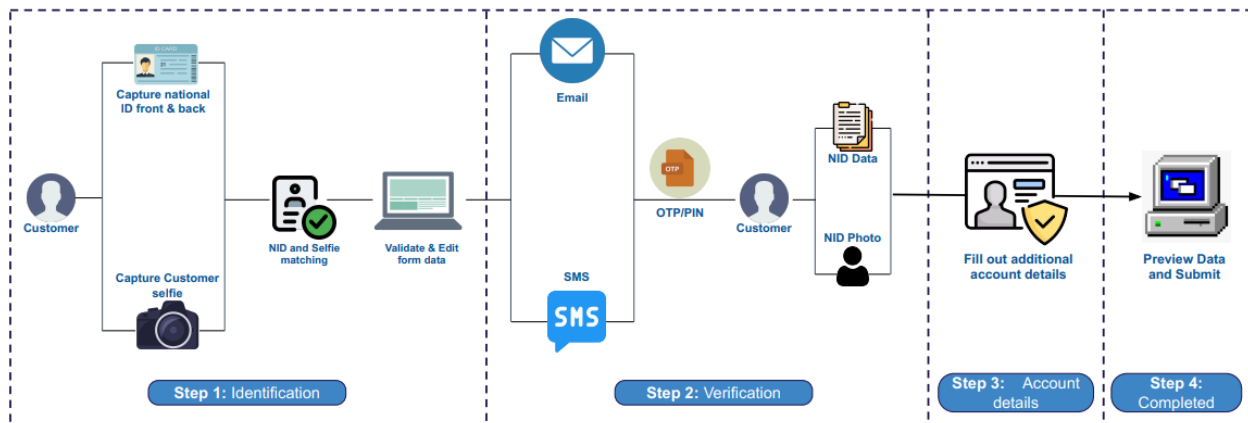 ID CARD
Capture national
ID front & back
Customer
Capture Customer
selfie
NID and Selfie
matching
Validate & Edit
form data
Step 1: Identification
Email
SMS
SMS
OTP
OTP/PIN
Customer
NID Data
NID Photo
Step 2: Verification
Fill out additional
account details
Step 3: Account
details
Preview Data
and Submit
Step 4:
Completed